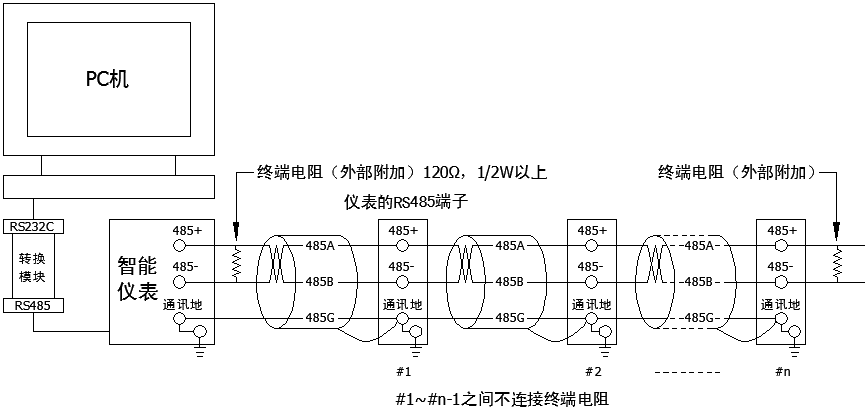 PC机
终端电阻（外部附加）120Ω，1/2W以上
终端电阻（外部附加）
仪表的RS485端子
RS232C
转换
模块
RS485
智能
仪表
485+
485-
通讯地
485A
485B
485G
485+
485-
通讯地
#1
485A
485B
485G
485+
485-
通讯地
#2
485A
485B
485G
485+
485-
通讯地
#n
#1~#n-1之间不连接终端电阻